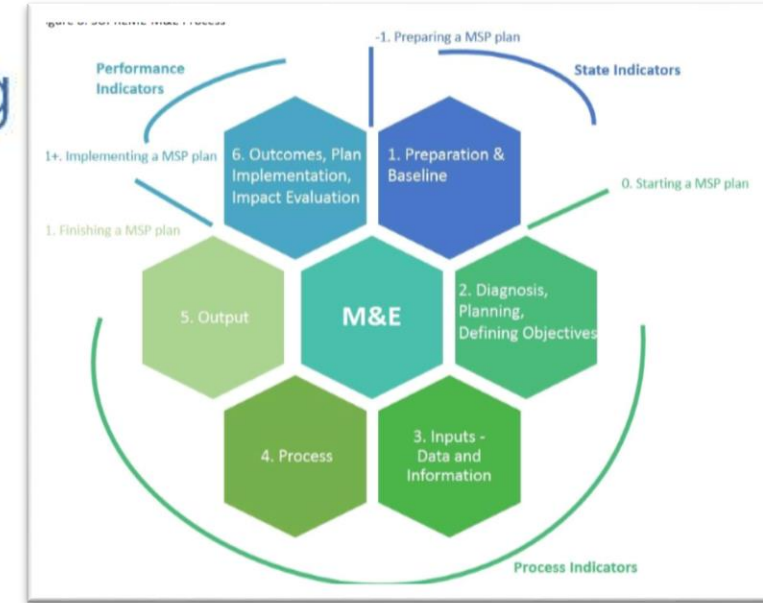 -1. Preparing a MSP plan
Performance
Indicators
State Indicators
1+. Implementing a MSP plan
6. Outcomes, Plan
Implementation,
Impact Evaluation
1. Preparation &
Baseline
0. Starting a MSP plan
1. Finishing a MSP plan
5. Output
M&E
2. Diagnosis,
Planning,
Defining Objectives
4. Process
3. Inputs -
Data and
Information
Process Indicators